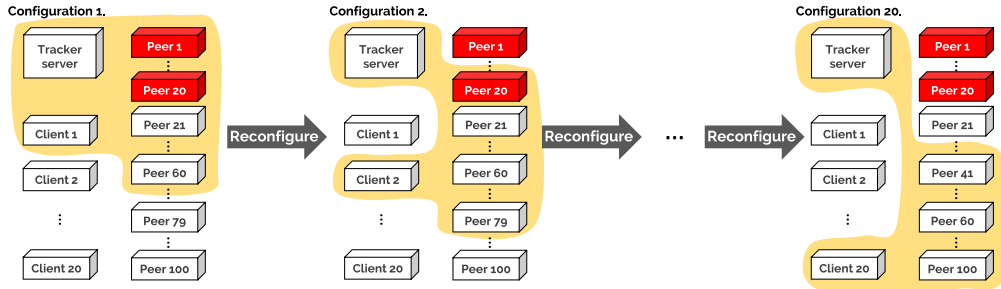 Configuration 1.
Tracker
server
Peer 1
Peer 20
Client 1
Peer 21
Client 2
Peer 60
Peer 79
Client 20
Peer 100
Reconfigure
Configuration 2.
Tracker
server
Peer 1
Peer 20
Client 1
Peer 21
Client 2
Peer 60
Peer 79
Client 20
Peer 100
Reconfigure
...
Reconfigure
Configuration 20.
Tracker
server
Peer 1
Peer 20
Client 1
Peer 21
Client 2
Peer 41
Peer 60
Client 20
Peer 100